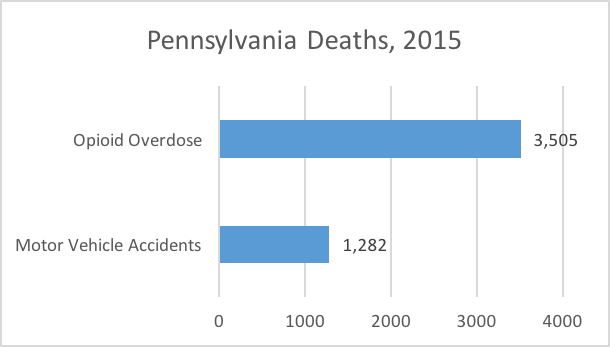 Pennsylvania Deaths, 2015
Opioid Overdose
3,505
Motor Vehicle Accidents
1,282
0 1000 2000 3000 4000